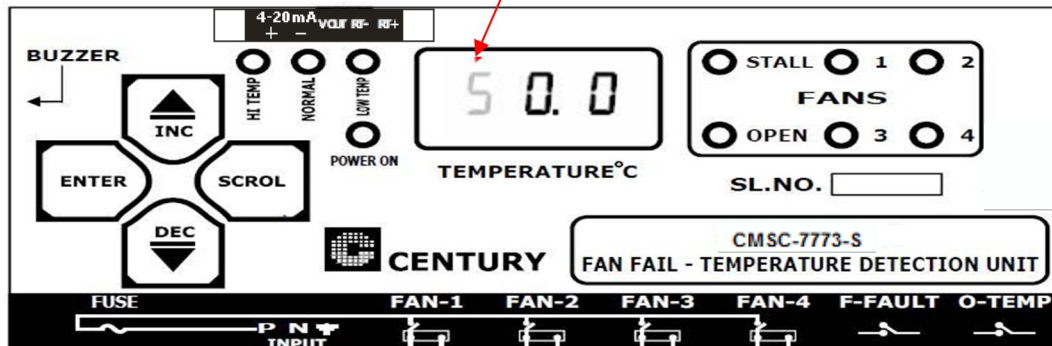 4-20mA VOUT RT- RT+
+ -
BUZZER
HI TEMP
NORMAL
LOW TEMP
POWER ON
INC
ENTER
SCROL
DEC
5 0.0
TEMPERATURE°C
STALL 1 2
FANS
OPEN 3 4
SL.NO.
CENTURY
CMSC-7773-S
FAN FAIL - TEMPERATURE DETECTION UNIT
FUSE FAN-1 FAN-2 FAN-3 FAN-4 F-FAULT O-TEMP
P N
INPUT